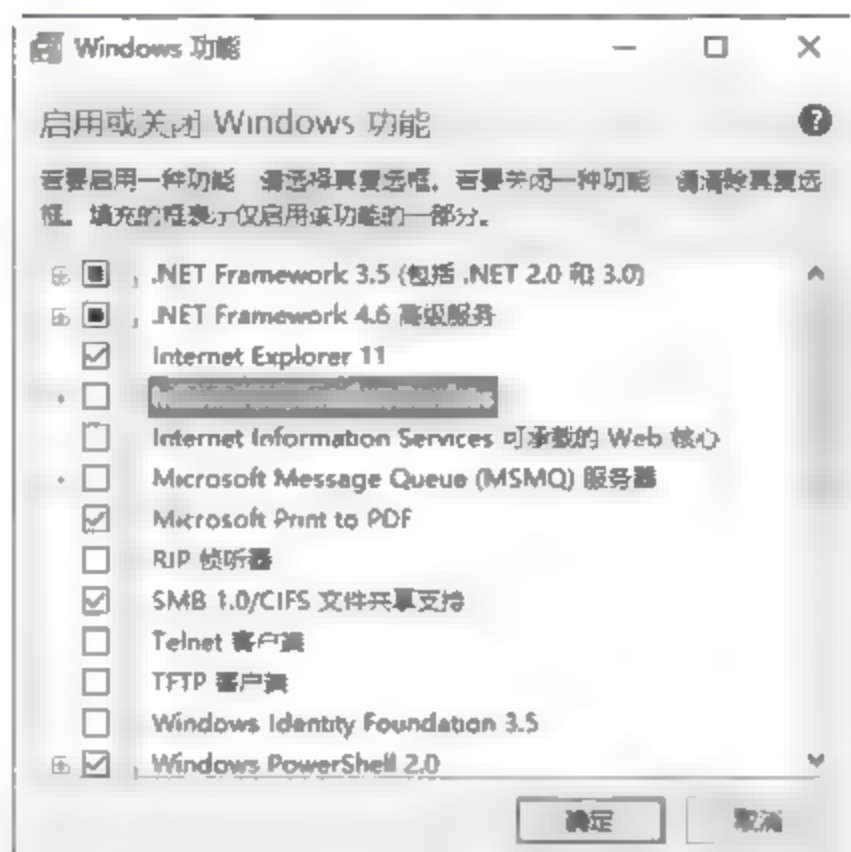 Windows 功能
启用或关闭 Windows 功能
若要启用一种功能，请选择其复选框。若要关闭一种功能，请清除其复选
框。填充的框表示仅启用该功能的一部分。
.NET Framework 3.5 (包括 .NET 2.0 和 3.0)
.NET Framework 4.6 高级服务
Internet Explorer 11
Internet Information Services 可承载的 Web 核心
Microsoft Message Queue (MSMQ) 服务器
Microsoft Print to PDF
RIP 侦听器
SMB 1.0/CIFS 文件共享支持
Telnet 客户端
TFTP 客户端
Windows Identity Foundation 3.5
Windows PowerShell 2.0
确定
取消